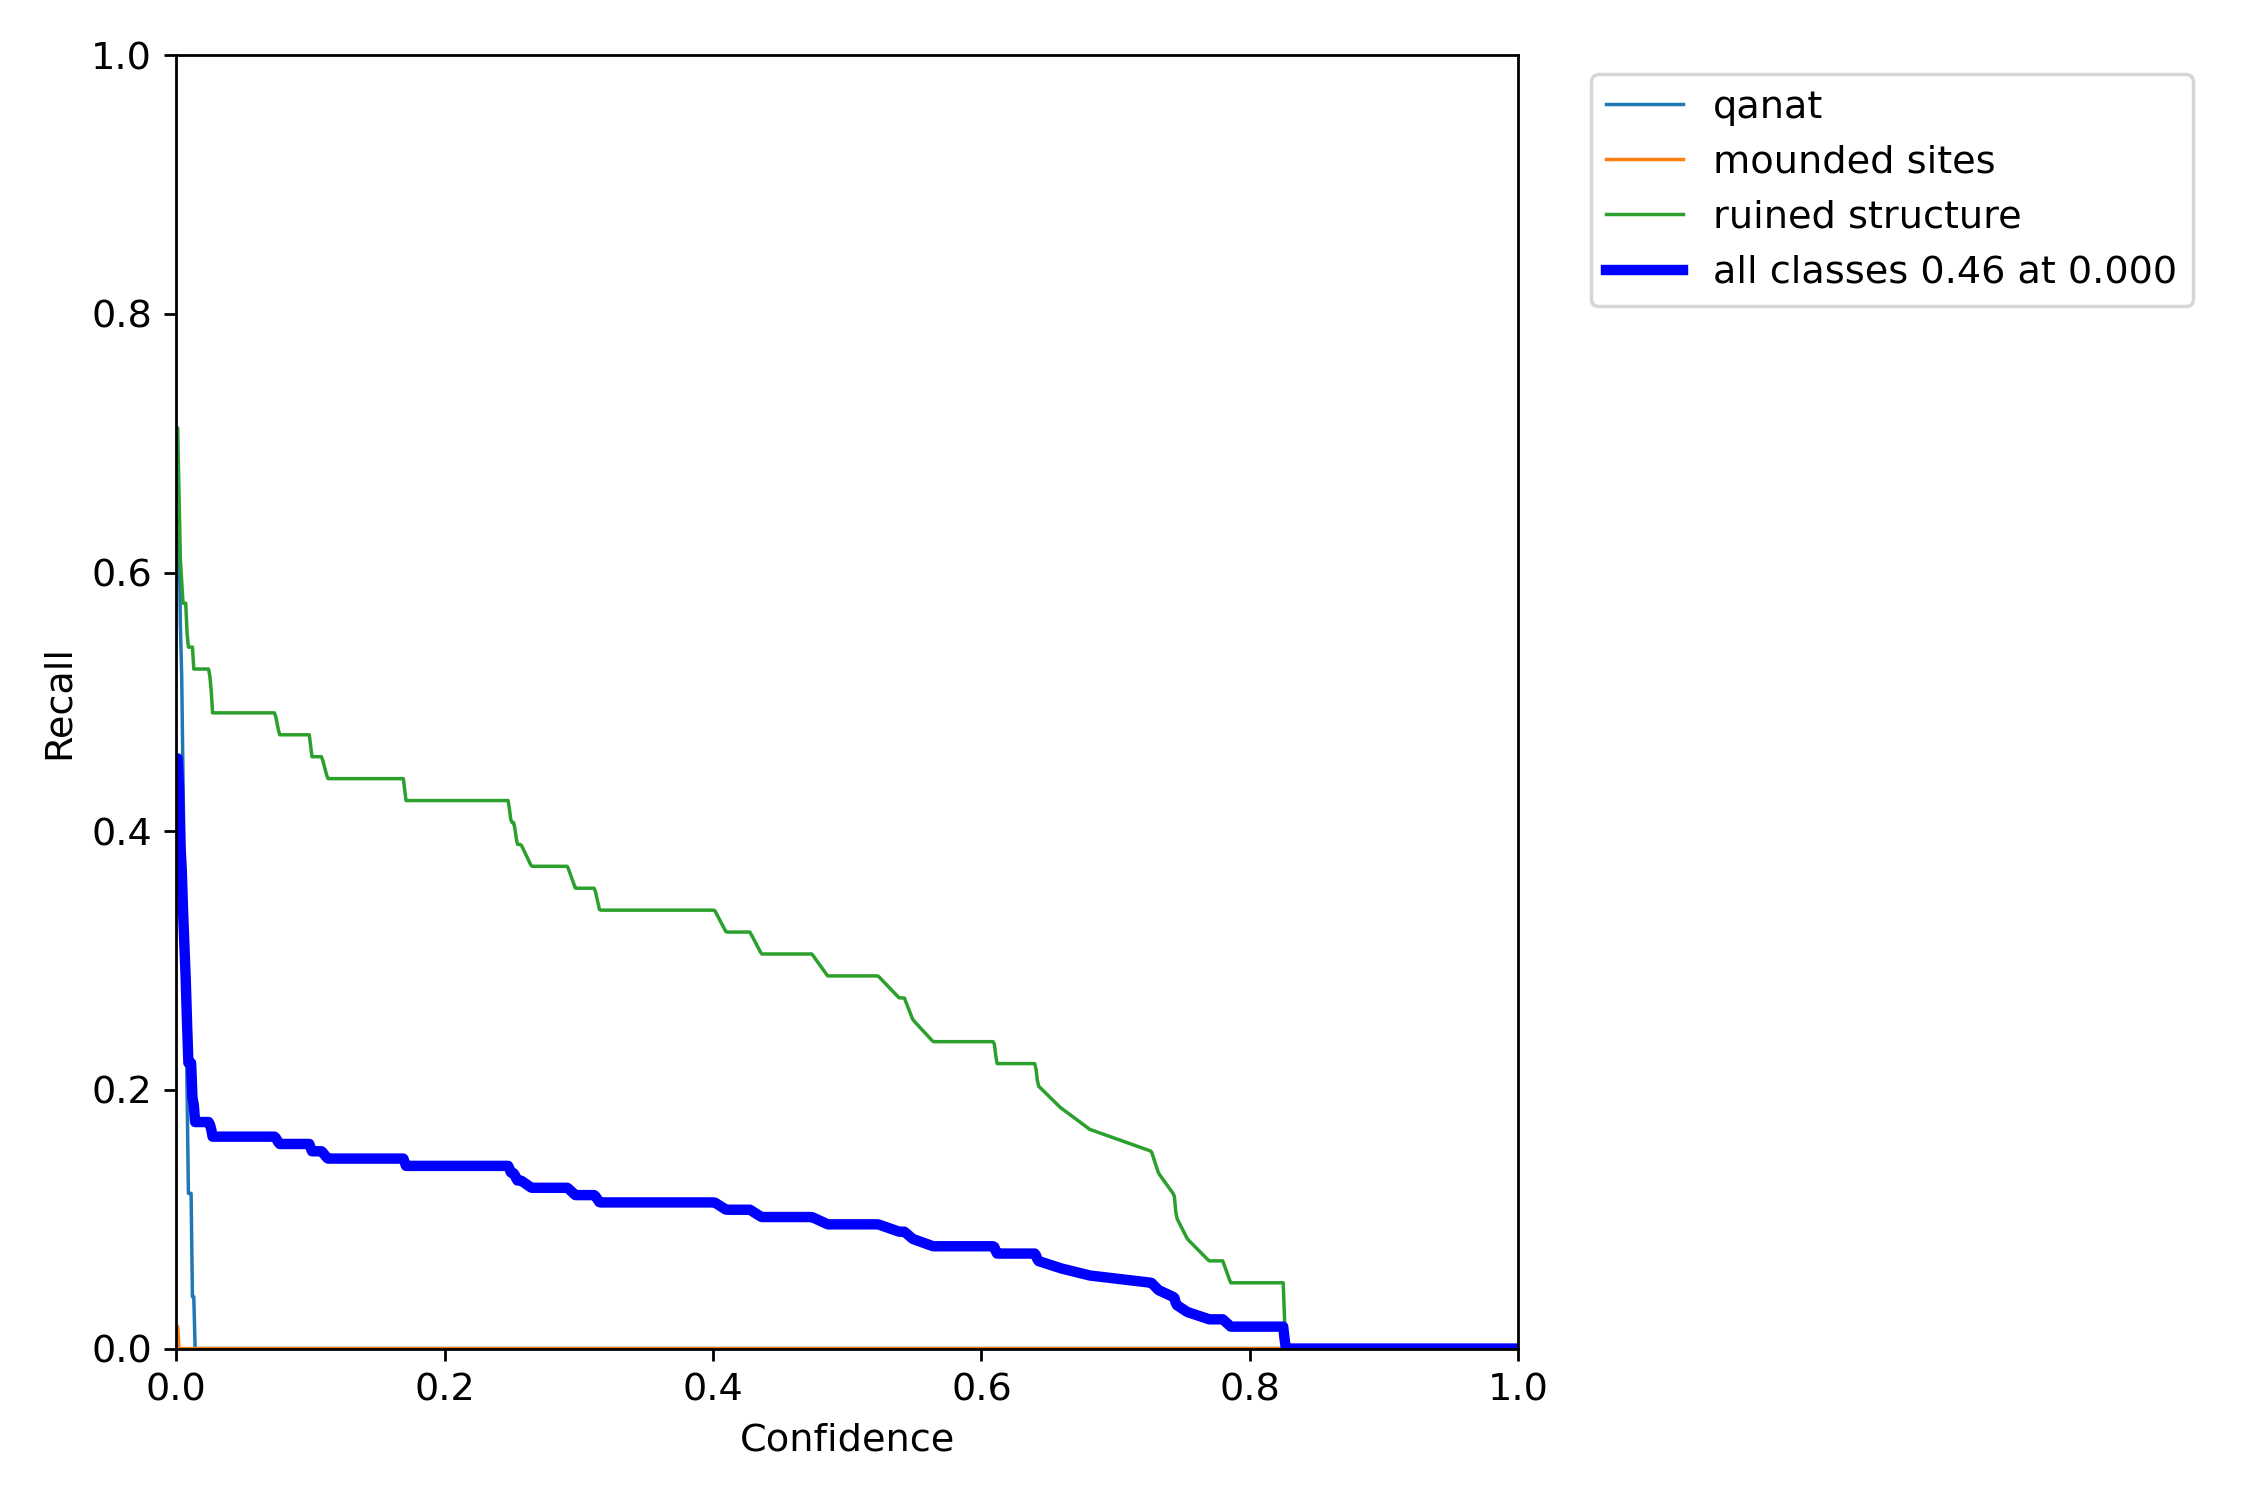 1.0
0.8
0.6
0.4
0.2
0.0
Recall
0.0 0.2 0.4 0.6 0.8 1.0
Confidence
qanat
mounded sites
ruined structure
all classes 0.46 at 0.000